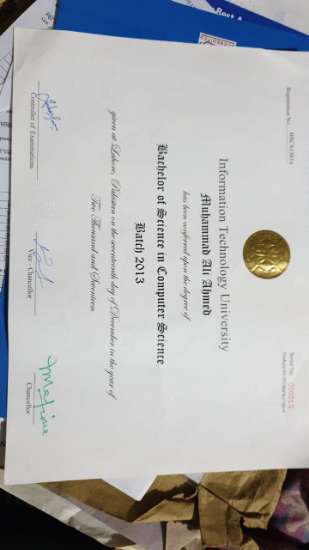 Registration No.
Serial No. 000215
Information Technology University
Muhammad Ali Ahmed
has been conferred upon the degree of
Bachelor of Science in Computer Science
Batch 2013
given at Lahore, Pakistan on the seventeenth day of December in the year of
Two Thousand and Seventeen
Controller of Examinations
Vice - Chancellor
Chancellor